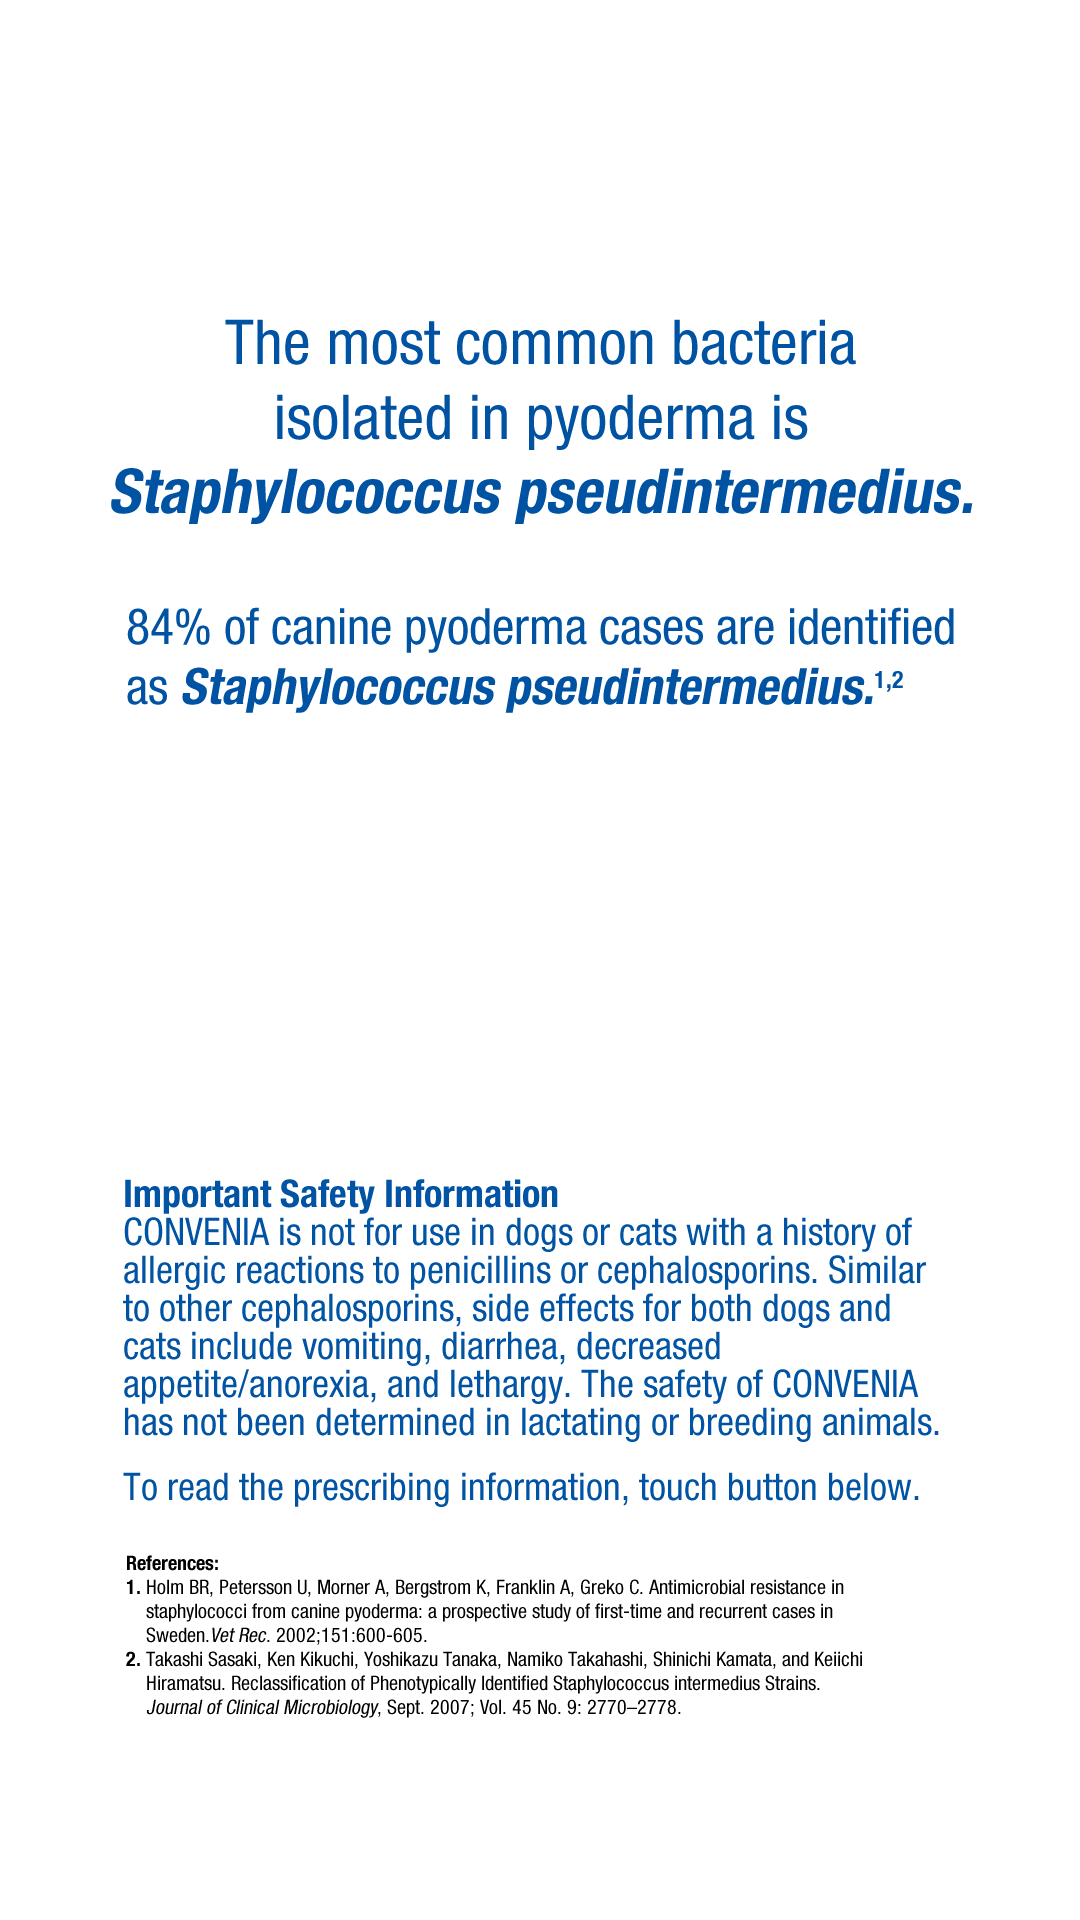 The most common bacteria
isolated in pyoderma is
Staphylococcus pseudintermedius.
84% of canine pyoderma cases are identified
as Staphylococcus pseudintermedius.1,2
Important Safety Information
CONVENIA is not for use in dogs or cats with a history of
allergic reactions to penicillins or cephalosporins. Similar
to other cephalosporins, side effects for both dogs and
cats include vomiting, diarrhea, decreased
appetite/anorexia, and lethargy. The safety of CONVENIA
has not been determined in lactating or breeding animals.
To read the prescribing information, touch button below.
References:
1. Holm BR, Petersson U, Morner A, Bergstrom K, Franklin A, Greko C. Antimicrobial resistance in
staphylococci from canine pyoderma: a prospective study of first-time and recurrent cases in
Sweden.Vet Rec. 2002;151:600-605.
2. Takashi Sasaki, Ken Kikuchi, Yoshikazu Tanaka, Namiko Takahashi, Shinichi Kamata, and Keiichi
Hiramatsu. Reclassification of Phenotypically Identified Staphylococcus intermedius Strains.
Journal of Clinical Microbiology, Sept. 2007; Vol. 45 No. 9: 2770–2778.